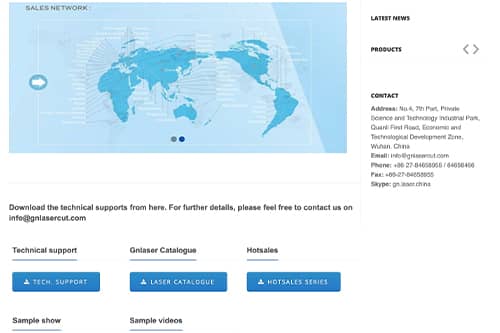 SALES NETWORK :
LATEST NEWS
PRODUCTS
CONTACT
Address: No.4, 7th Part, Private
Science and Technology Industrial Park,
Quanli First Road, Economic and
Technological Development Zone,
Wuhan, China
Email: info@gnlasercut.com
Phone: +86-27-84658955 / 84656466
Fax: +86-27-84658955
Skype: gn.laser.china
Download the technical supports from here. For further details, please feel free to contact us on
info@gnlasercut.com
Technical support
Gnlaser Catalogue
Hotsales
TECH. SUPPORT
LASER CATALOGUE
HOTSALES SERIES
Sample show
Sample videos